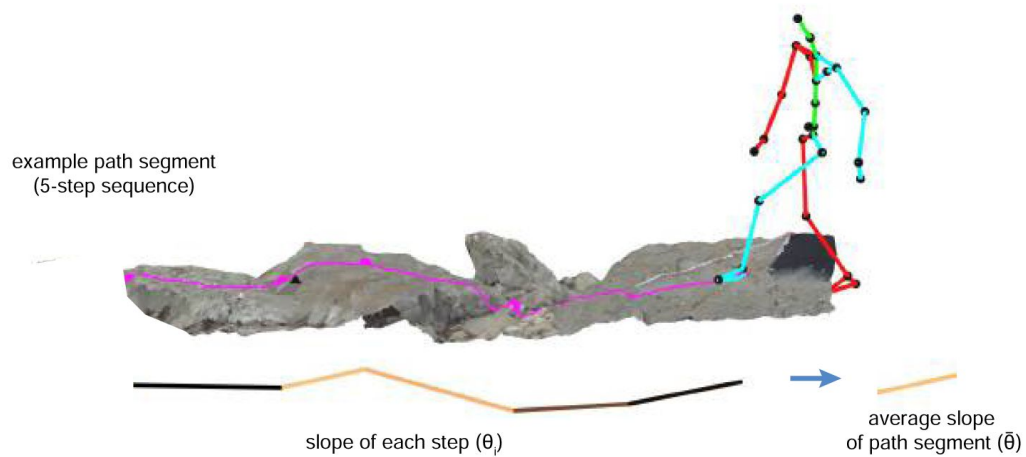 example path segment
(5-step sequence)
slope of each step (θᵢ)
average slope
of path segment (θ̄)